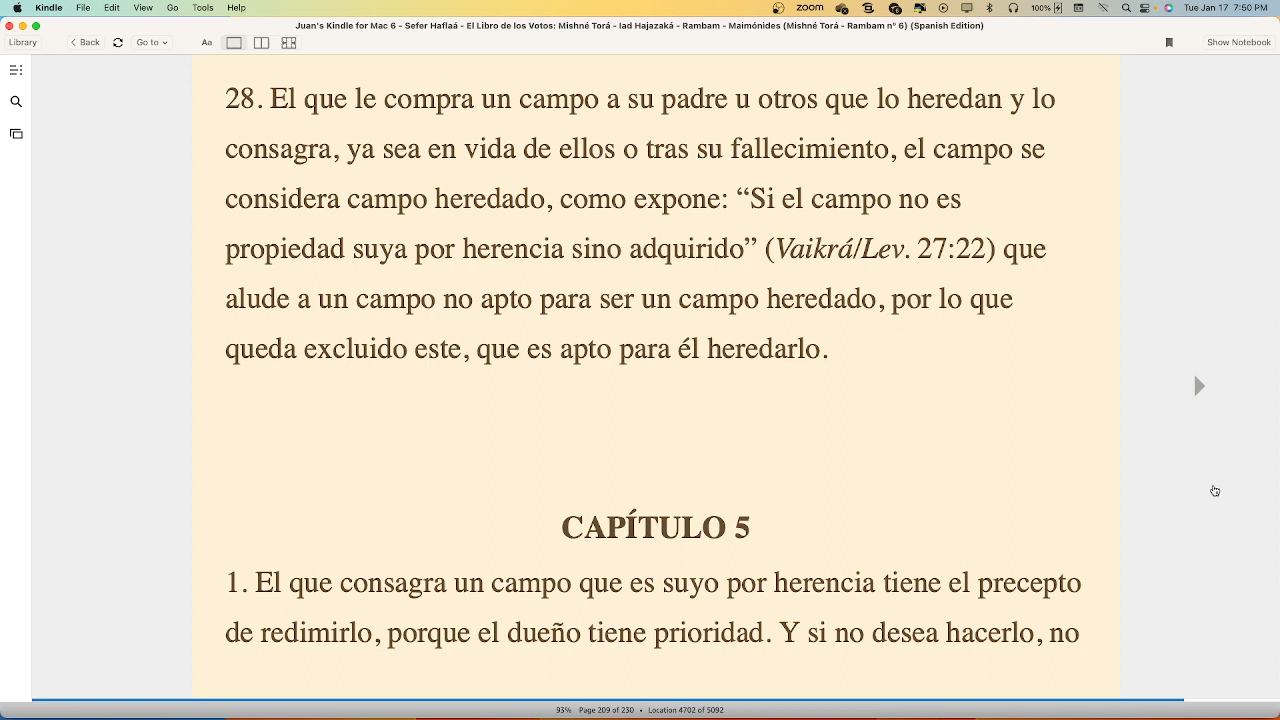 Kindle File Edit View Go Tools Help zoom 100% Tue Jan 17 7:50 PM
Juan's Kindle for Mac 6 - Sefer Haflaá - El Libro de los Votos: Mishné Torá - Iad Hajazaká - Rambam - Maimónides (Mishné Torá - Rambam nº 6) (Spanish Edition)
Library Back Go to Aa Show Notebook
28. El que le compra un campo a su padre u otros que lo heredan y lo
consagra, ya sea en vida de ellos o tras su fallecimiento, el campo se
considera campo heredado, como expone: “Si el campo no es
propiedad suya por herencia sino adquirido” (Vaikrá/Lev. 27:22) que
alude a un campo no apto para ser un campo heredado, por lo que
queda excluido este, que es apto para él heredarlo.
CAPÍTULO 5
1. El que consagra un campo que es suyo por herencia tiene el precepto
de redimirlo, porque el dueño tiene prioridad. Y si no desea hacerlo, no
93% Page 209 of 230 • Location 4702 of 5092